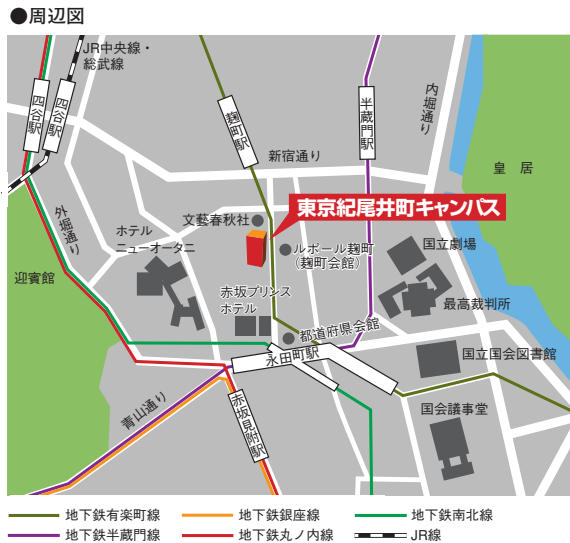 ●周辺図
JR中央線・
総武線
四谷駅
四谷駅
麹町駅
半蔵門駅
内堀通り
新宿通り
皇居
外堀通り
文藝春秋社
東京紀尾井町キャンパス
ホテル
ニューオータニ
ルポール麹町
(麹町会館)
国立劇場
迎賓館
赤坂プリンス
ホテル
最高裁判所
都道府県会館
永田町駅
国立国会図書館
青山通り
赤坂見附駅
国会議事堂
地下鉄有楽町線
地下鉄銀座線
地下鉄南北線
地下鉄半蔵門線
地下鉄丸ノ内線
JR線